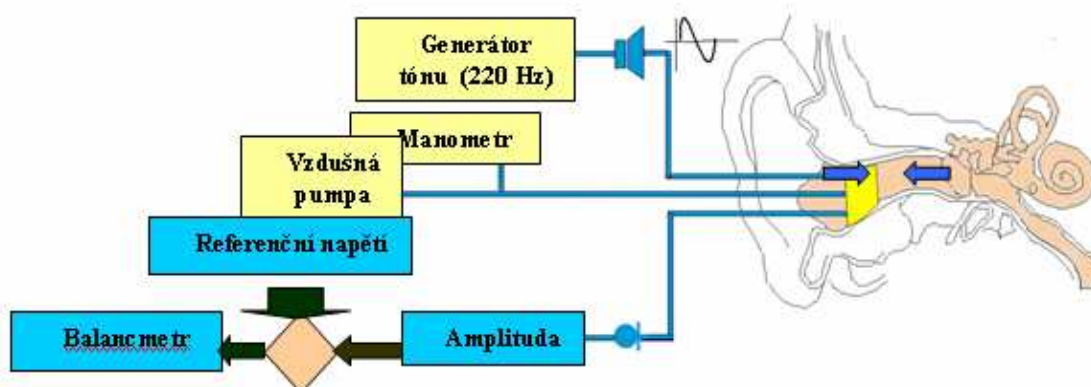 Generátor
tónu (220 Hz)
Manometr
Vzdušná
pumpa
Referenční napětí
Balancmetr
Amplituda